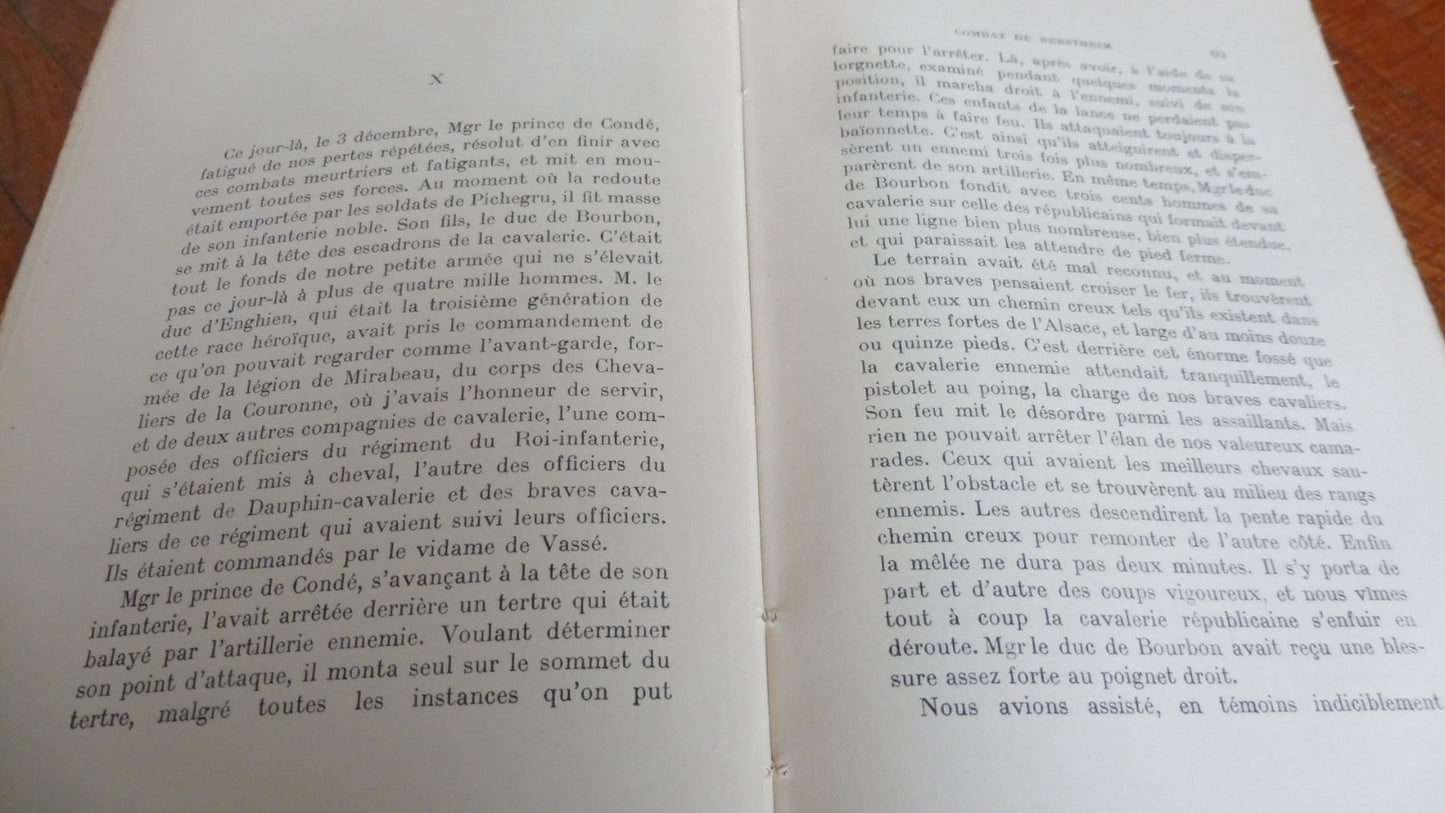 X
Ce jour-là, le 3 décembre, Mgr le prince de Condé,
fatigué de nos pertes répétées, résolut d'en finir avec
ces combats meurtriers et fatigants, et mit en mou-
vement toutes ses forces. Au moment où la redoute
était emportée par les soldats de Pichegru, il fit masse
de son infanterie noble. Son fils, le duc de Bourbon,
se mit à la tête des escadrons de la cavalerie. C'était
tout le fonds de notre petite armée qui ne s'élevait
pas ce jour-là à plus de quatre mille hommes. M. le
duc d'Enghien, qui était la troisième génération de
cette race héroïque, avait pris le commandement de
ce qu'on pouvait regarder comme l'avant-garde, for-
mée de la légion de Mirabeau, du corps des Cheva-
liers de la Couronne, où j'avais l'honneur de servir,
et de deux autres compagnies de cavalerie, l'une com-
posée des officiers du régiment du Roi-infanterie,
qui s'étaient mis à cheval, l'autre des officiers du
régiment de Dauphin-cavalerie et des braves cava-
liers de ce régiment qui avaient suivi leurs officiers.
Ils étaient commandés par le vidame de Vassé.
Mgr le prince de Condé, s'avançant à la tête de son
infanterie, l'avait arrêtée derrière un tertre qui était
balayé par l'artillerie ennemie. Voulant déterminer
son point d'attaque, il monta seul sur le sommet du
tertre, malgré toutes les instances qu'on put
COMBAT DE BERSTHEIM
faire pour l'arrêter. Là, après avoir, à l'aide de sa
lorgnette, examiné pendant quelques moments la
position, il marcha droit à l'ennemi, suivi de son
infanterie. Ces enfants de la lance ne perdaient pas
leur temps à faire feu. Ils attaquaient toujours à la
baïonnette. C'est ainsi qu'ils atteignirent et disper-
sèrent un ennemi trois fois plus nombreux, et s'em-
parèrent de son artillerie. En même temps, Mgr le duc
de Bourbon fondit avec trois cents hommes de sa
cavalerie sur celle des républicains qui formait devant
lui une ligne bien plus nombreuse, bien plus étendue,
et qui paraissait les attendre de pied ferme.
Le terrain avait été mal reconnu, et au moment
où nos braves pensaient croiser le fer, ils trouvèrent
devant eux un chemin creux tels qu'ils existent dans
les terres fortes de l'Alsace, et large d'au moins douze
ou quinze pieds. C'est derrière cet énorme fossé que
la cavalerie ennemie attendait tranquillement, le
pistolet au poing, la charge de nos braves cavaliers.
Son feu mit le désordre parmi les assaillants. Mais
rien ne pouvait arrêter l'élan de nos valeureux cama-
rades. Ceux qui avaient les meilleurs chevaux sau-
tèrent l'obstacle et se trouvèrent au milieu des rangs
ennemis. Les autres descendirent la pente rapide du
chemin creux pour remonter de l'autre côté. Enfin
la mêlée ne dura pas deux minutes. Il s'y porta de
part et d'autre des coups vigoureux, et nous vîmes
tout à coup la cavalerie républicaine s'enfuir en
déroute. Mgr le duc de Bourbon avait reçu une bles-
sure assez forte au poignet droit.
Nous avions assisté, en témoins indiciblement